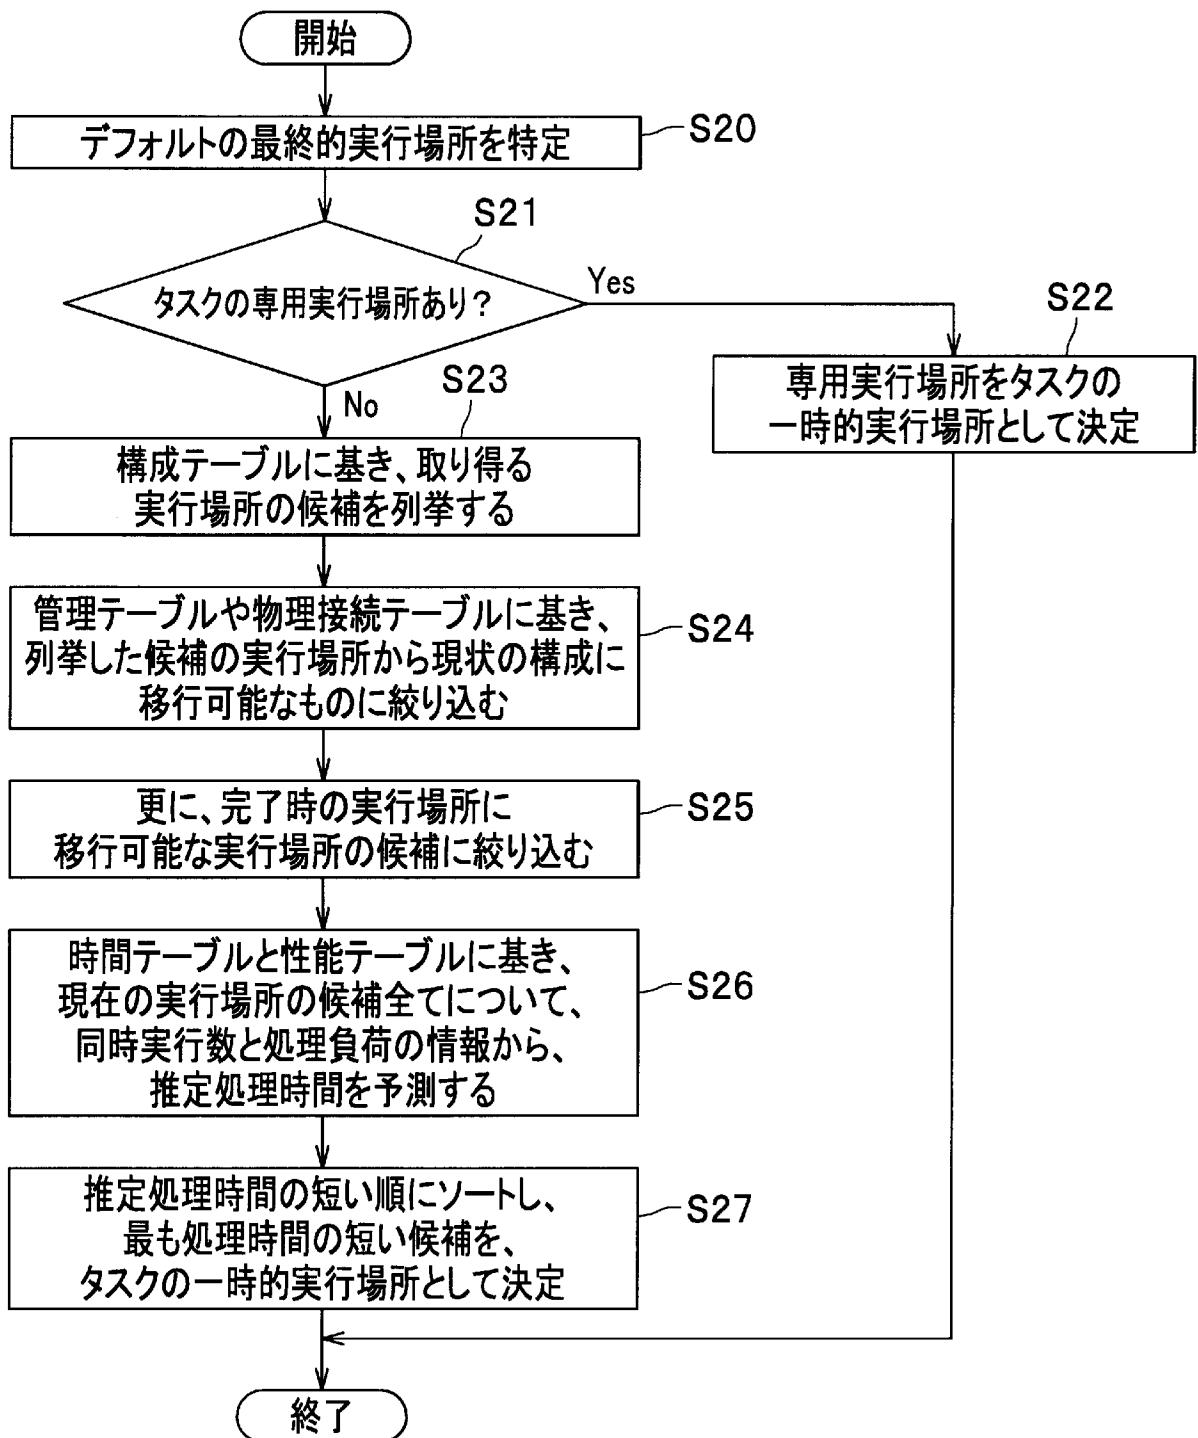 開始
デフォルトの最終的実行場所を特定
S20
S21
タスクの専用実行場所あり?
Yes
S22
専用実行場所をタスクの
一時的実行場所として決定
No
S23
構成テーブルに基き、取り得る
実行場所の候補を列挙する
管理テーブルや物理接続テーブルに基き、
列挙した候補の実行場所から現状の構成に
移行可能なものに絞り込む
S24
更に、完了時の実行場所に
移行可能な実行場所の候補に絞り込む
S25
時間テーブルと性能テーブルに基き、
現在の実行場所の候補全てについて、
同時実行数と処理負荷の情報から、
推定処理時間を予測する
S26
推定処理時間の短い順にソートし、
最も処理時間の短い候補を、
タスクの一時的実行場所として決定
S27
終了